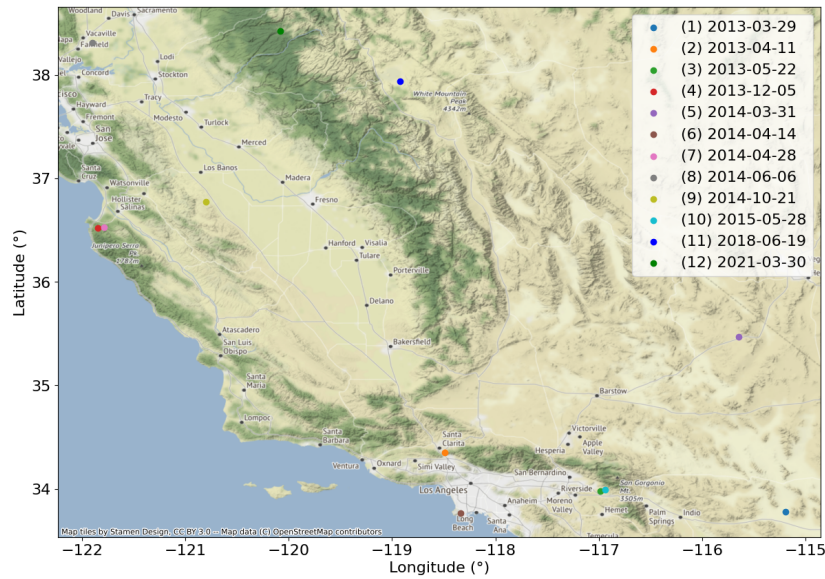 Woodland
Sacramento
Davis
Vacaville
Fairfield
Vallejo
Concord
Lodi
Stockton
Tracy
Hayward
Fremont
San
Jose
Modesto
Turlock
Merced
Los Banos
Madera
Santa
Cruz
Watsonville
Hollister
Salinas
Fresno
White Mountain
Peak
4342m
Junipero Serra
Pk
1787m
Hanford
Visalia
Tulare
Porterville
Delano
Atascadero
San Luis
Obispo
Bakersfield
Santa
Maria
Lompoc
Santa
Barbara
Ventura
Oxnard
Santa
Clarita
Simi Valley
Los Angeles
Long
Beach
Anaheim
Santa
Ana
Barstow
Victorville
Hesperia
Apple
Valley
San Bernardino
Riverside
Moreno
Valley
Hemet
San Gorgonio
Mt
3505m
Palm
Springs
Indio
Temecula
(1) 2013-03-29
(2) 2013-04-11
(3) 2013-05-22
(4) 2013-12-05
(5) 2014-03-31
(6) 2014-04-14
(7) 2014-04-28
(8) 2014-06-06
(9) 2014-10-21
(10) 2015-05-28
(11) 2018-06-19
(12) 2021-03-30
Latitude (°)
38
37
36
35
34
Map tiles by Stamen Design, CC BY 3.0 -- Map data (C) OpenStreetMap contributors
−122
−121
−120
−119
−118
−117
−116
−115
Longitude (°)